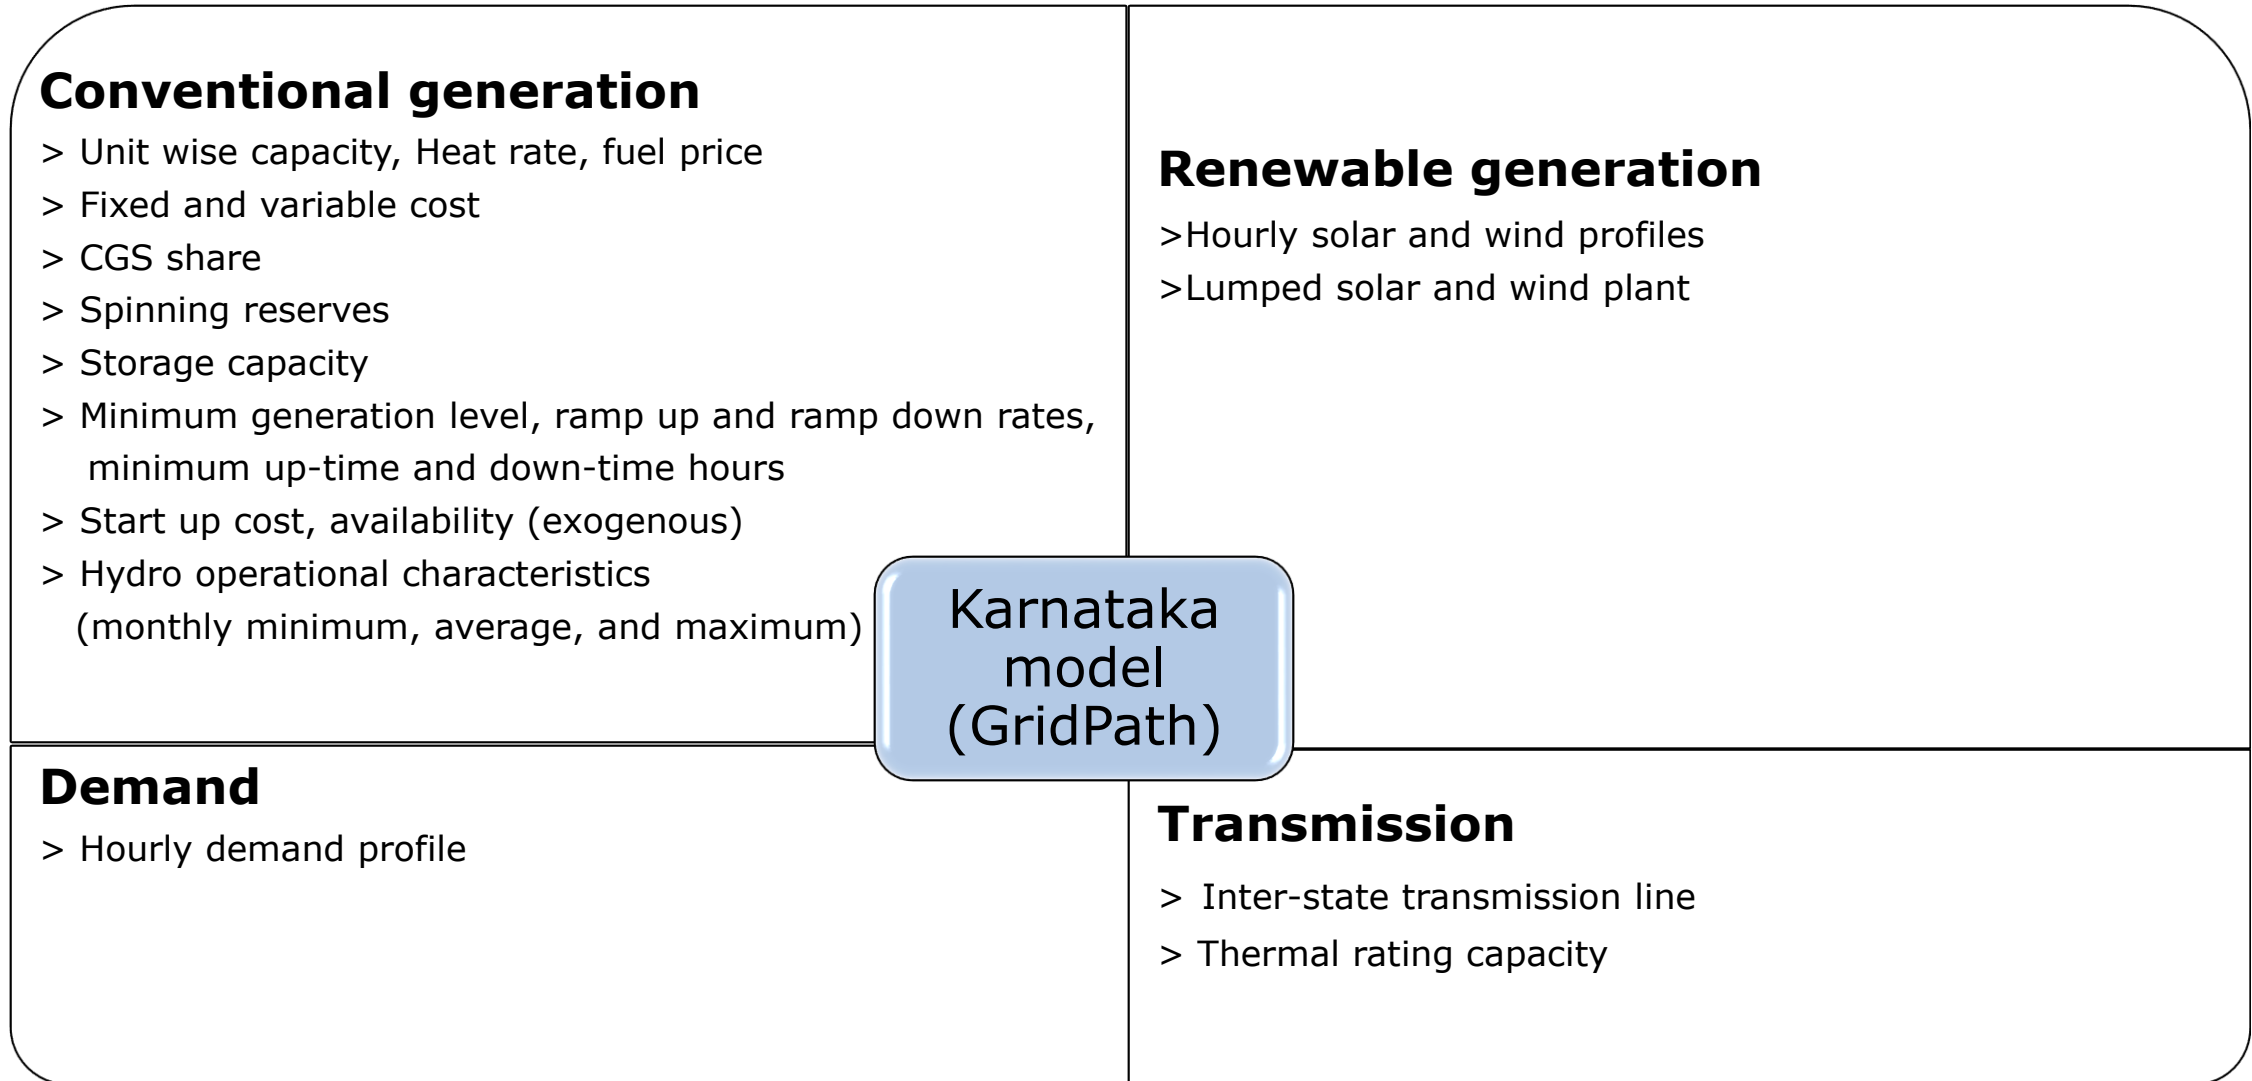 Conventional generation
> Unit wise capacity, Heat rate, fuel price
> Fixed and variable cost
> CGS share
> Spinning reserves
> Storage capacity
> Minimum generation level, ramp up and ramp down rates,
minimum up-time and down-time hours
> Start up cost, availability (exogenous)
> Hydro operational characteristics
(monthly minimum, average, and maximum)
Renewable generation
>Hourly solar and wind profiles
>Lumped solar and wind plant
Karnataka
model
(GridPath)
Demand
> Hourly demand profile
Transmission
> Inter-state transmission line
> Thermal rating capacity